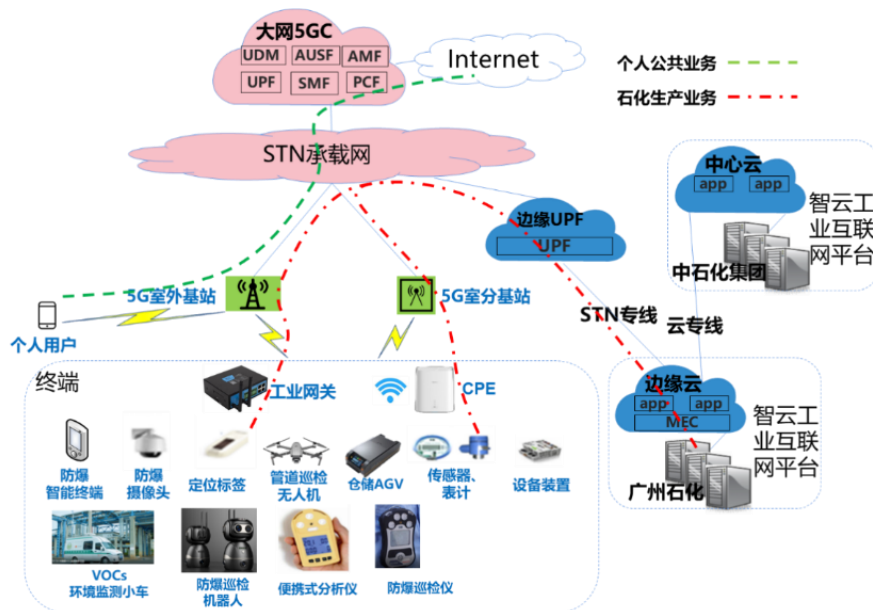 大网5GC
UDM AUSF AMF
UPF SMF PCF
Internet
个人公共业务
石化生产业务
STN承载网
中心云
app app
智云工
业互联
网平台
中石化集团
边缘UPF
UPF
5G室外基站
5G室分基站
个人用户
STN专线
云专线
终端
工业网关
CPE
边缘云
app app
MEC
智云工
业互联
网平台
广州石化
防爆
智能终端
防爆
摄像头
定位标签
管道巡检
无人机
仓储AGV
传感器、
表计
设备装置
VOCs
环境监测小车
防爆巡检
机器人
便携式分析仪
防爆巡检仪